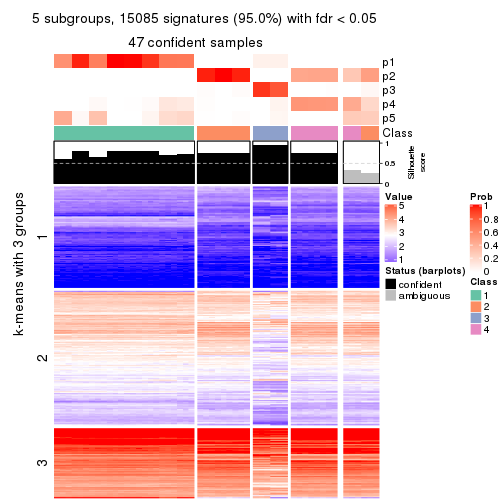 5 subgroups, 15085 signatures (95.0%) with fdr < 0.05
47 confident samples
p1
p2
p3
p4
p5
Class
1
0.5
0
Silhouette
score
k-means with 3 groups
1
2
3
Value
5
4
3
2
1
Status (barplots)
confident
ambiguous
Prob
1
0.8
0.6
0.4
0.2
0
Class
1
2
3
4